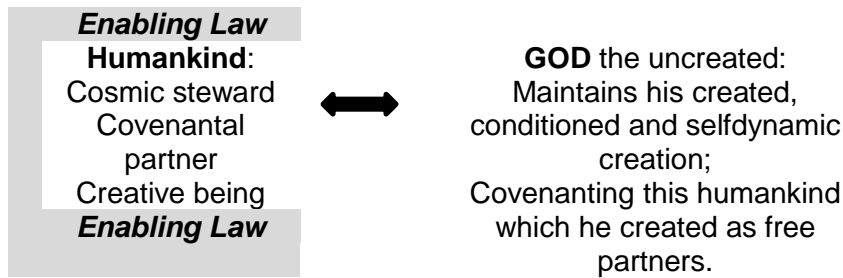 Enabling Law
Humankind:
Cosmic steward
Covenantal
partner
Creative being
Enabling Law
GOD the uncreated:
Maintains his created,
conditioned and selfdynamic
creation;
Covenanting this humankind
which he created as free
partners.